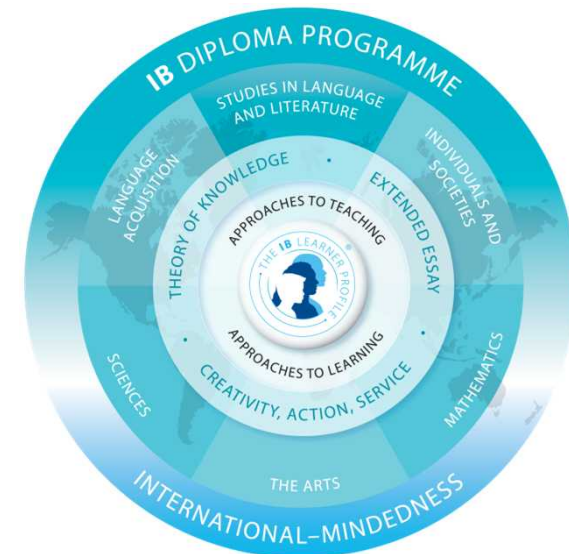 IB DIPLOMA PROGRAMME
STUDIES IN LANGUAGE
AND LITERATURE
LANGUAGE
ACQUISITION
INDIVIDUALS AND
SOCIETIES
THEORY OF KNOWLEDGE
EXTENDED ESSAY
APPROACHES TO TEACHING
THE IB LEARNER PROFILE
®
APPROACHES TO LEARNING
CREATIVITY, ACTION, SERVICE
SCIENCES
MATHEMATICS
THE ARTS
INTERNATIONAL–MINDEDNESS